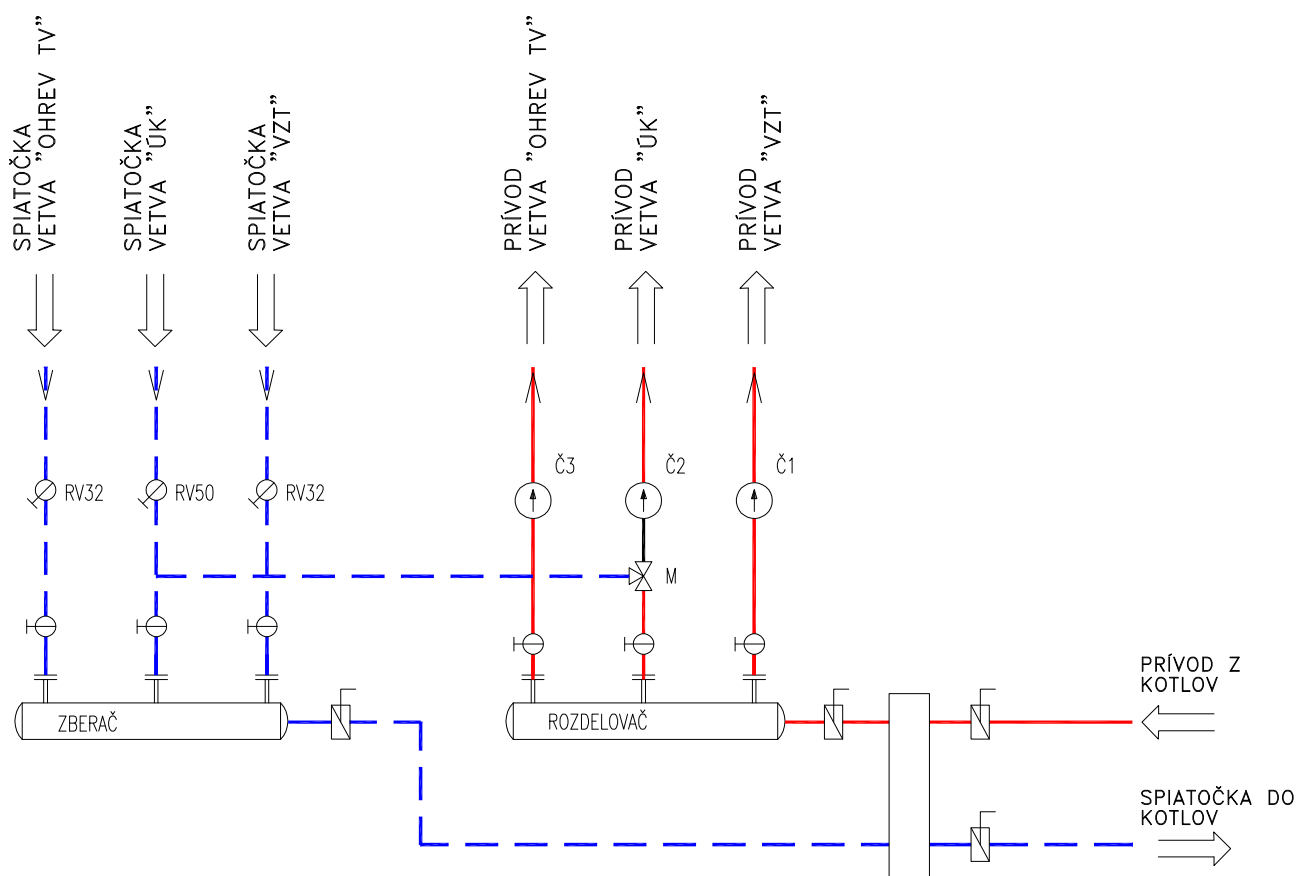 SPIATOČKA
VETVA "OHREV TV"
SPIATOČKA
VETVA "ÚK"
SPIATOČKA
VETVA "VZT"
PRÍVOD
VETVA "OHREV TV"
PRÍVOD
VETVA "ÚK"
PRÍVOD
VETVA "VZT"
Č3
Č2
Č1
RV32
RV50
RV32
M
PRÍVOD Z
KOTLOV
ZBERAČ
ROZDELOVAČ
SPIATOČKA DO
KOTLOV